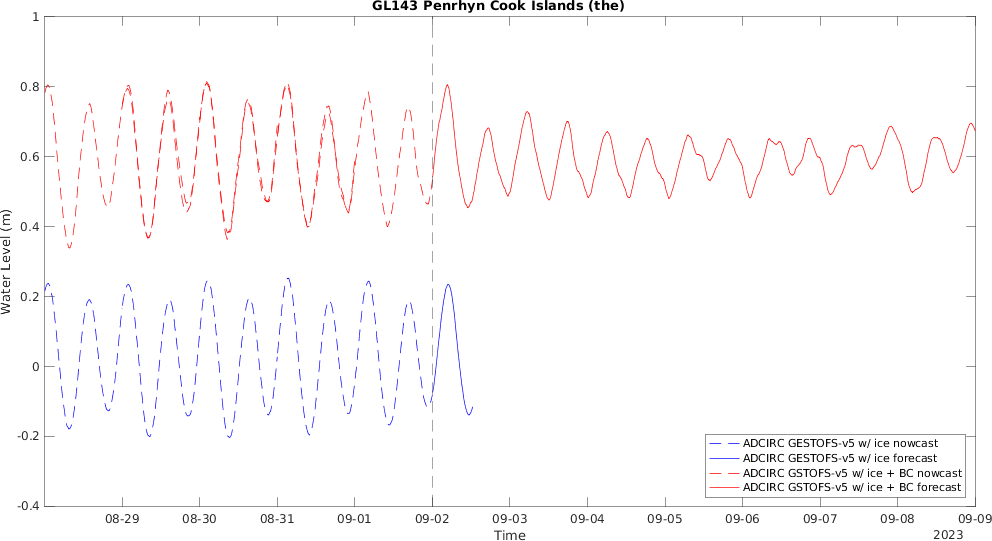 GL143 Penrhyn Cook Islands (the)
1
0.8
0.6
0.4
0.2
0
-0.2
-0.4
Water Level (m)
ADCIRC GESTOFS-v5 w/ ice nowcast
ADCIRC GESTOFS-v5 w/ ice forecast
ADCIRC GSTOFS-v5 w/ ice + BC nowcast
ADCIRC GSTOFS-v5 w/ ice + BC forecast
08-29 08-30 08-31 09-01 09-02 09-03 09-04 09-05 09-06 09-07 09-08 09-09
Time
2023